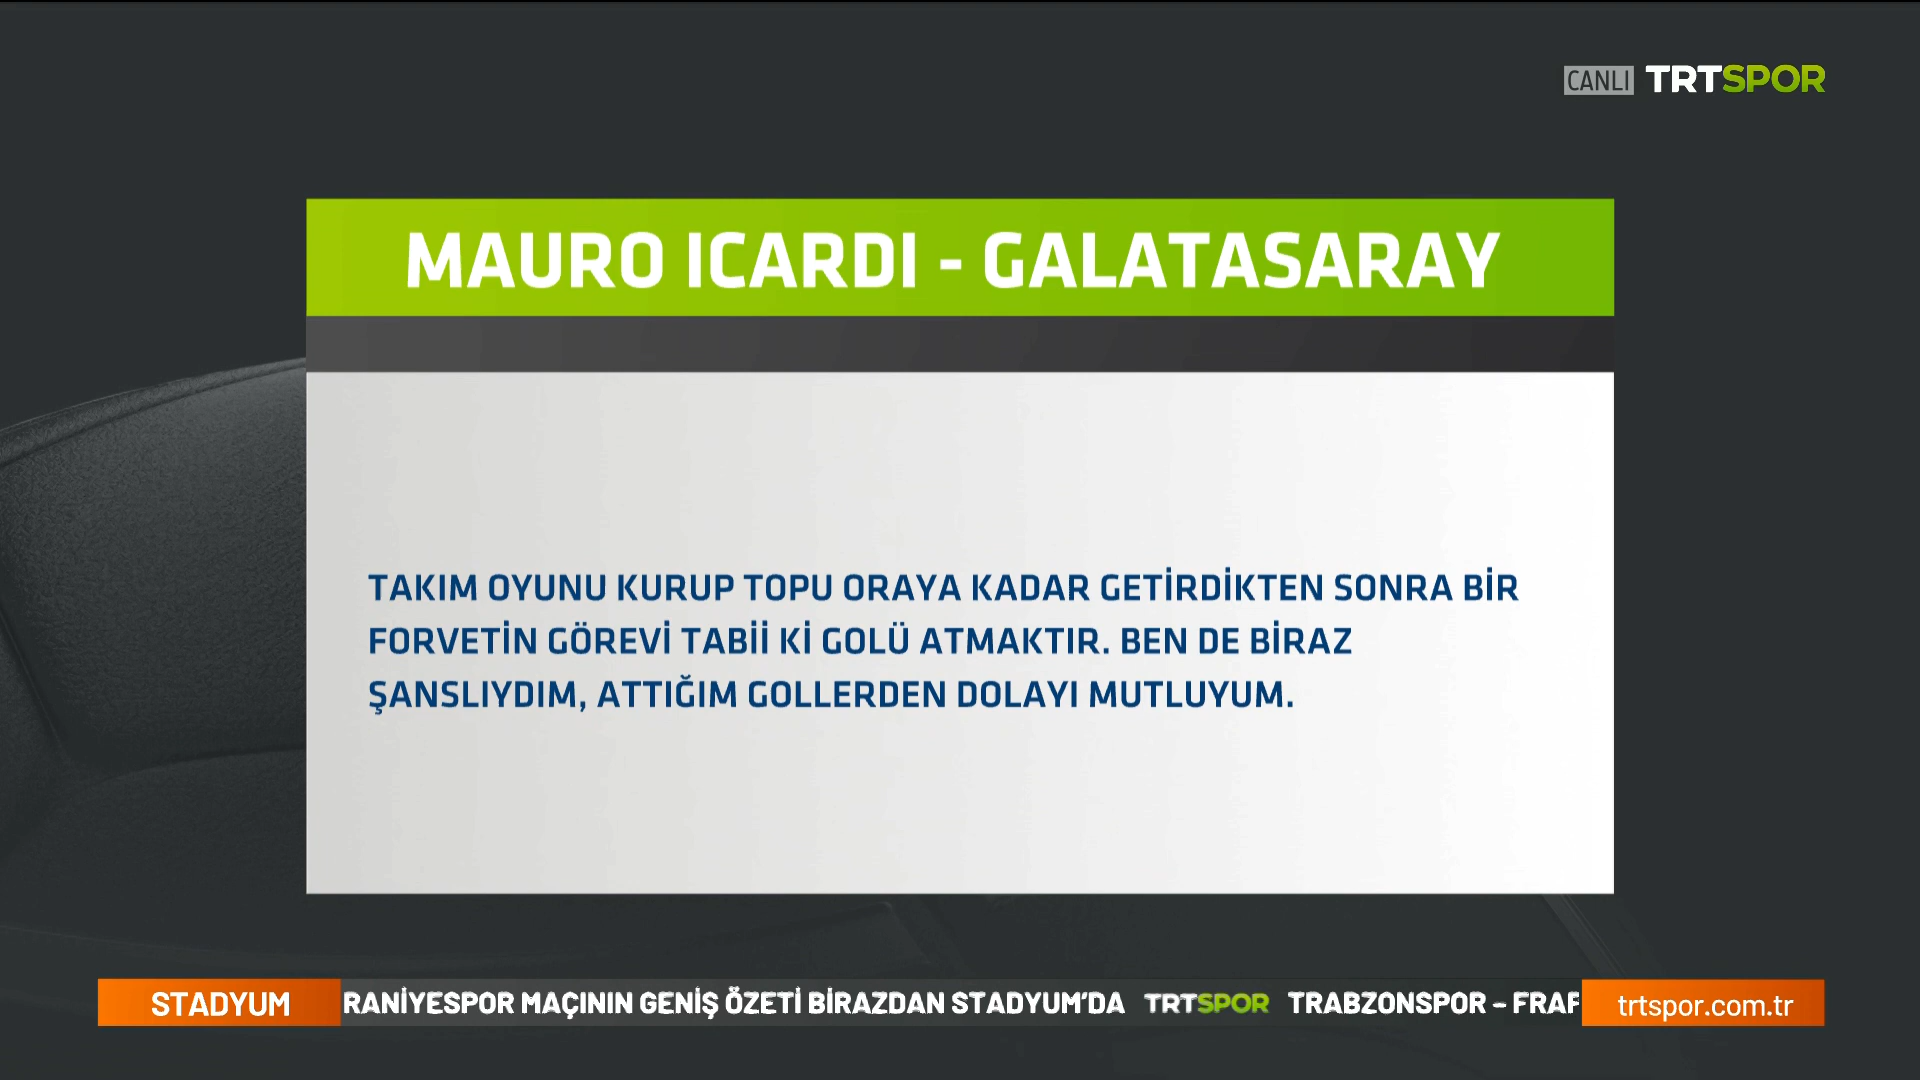 CANLI TRTSPOR
MAURO ICARDI - GALATASARAY
TAKIM OYUNU KURUP TOPU ORAYA KADAR GETİRDİKTEN SONRA BİR
FORVETİN GÖREVİ TABİİ Kİ GOLÜ ATMAKTIR. BEN DE BİRAZ
ŞANSLIYDIM, ATTIĞIM GOLLERDEN DOLAYI MUTLUYUM.
STADYUM RANİYESPOR MAÇININ GENİŞ ÖZETİ BİRAZDAN STADYUM'DA TRTSPOR TRABZONSPOR – FRAP trtspor.com.tr